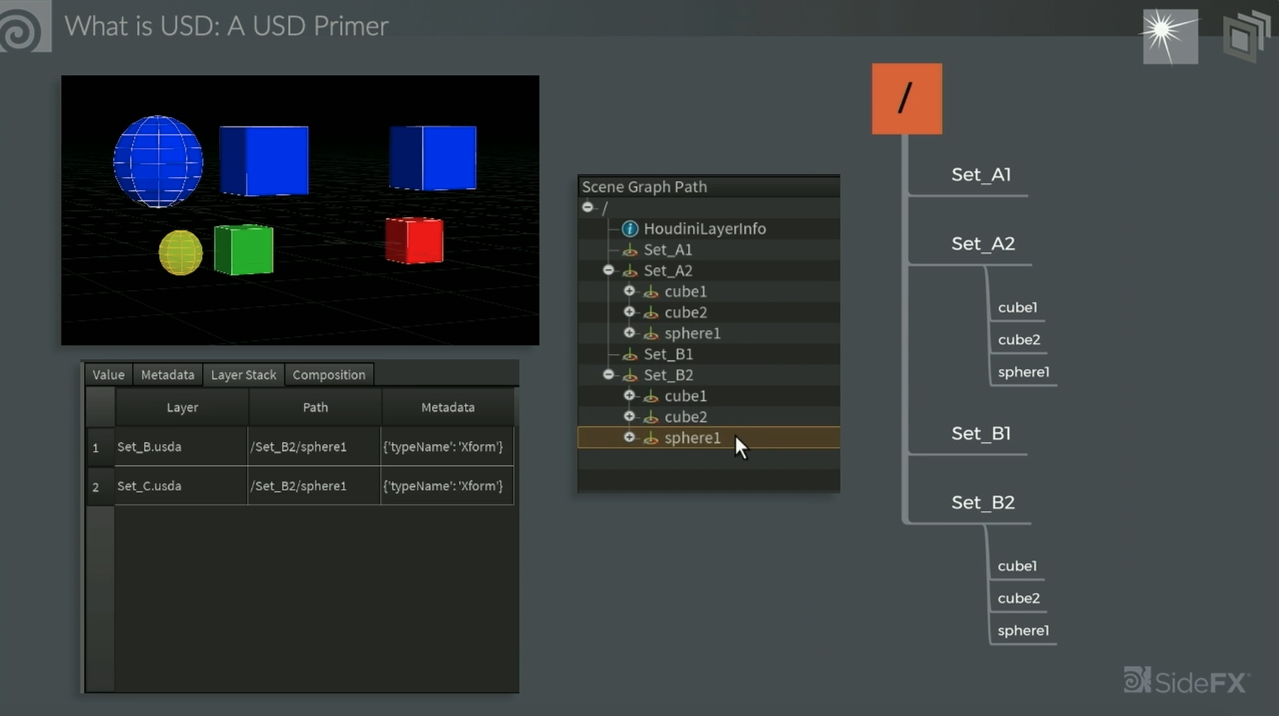 What is USD: A USD Primer
Value Metadata Layer Stack Composition
Layer Path Metadata
1 Set_B.usda /Set_B2/sphere1 {'typeName': 'Xform'}
2 Set_C.usda /Set_B2/sphere1 {'typeName': 'Xform'}
Scene Graph Path
/
HoudiniLayerInfo
Set_A1
Set_A2
cube1
cube2
sphere1
Set_B1
Set_B2
cube1
cube2
sphere1
/
Set_A1
Set_A2
cube1
cube2
sphere1
Set_B1
Set_B2
cube1
cube2
sphere1
SideFX